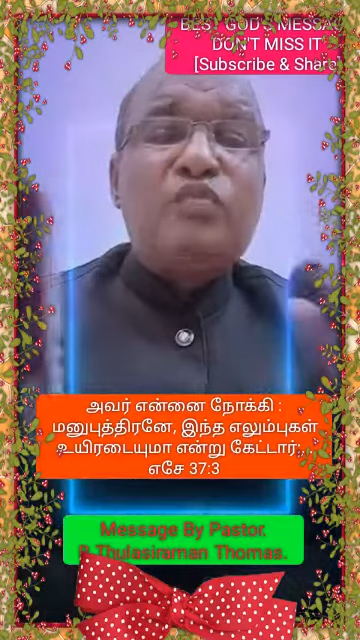 BEST GOD'S MESSAGE
DON'T MISS IT
[Subscribe & Share
அவர் என்னை நோக்கி :
மனுபுத்திரனே, இந்த எலும்புகள்
உயிரடையுமா என்று கேட்டார்;
எசே 37:3
Message By Pastor.
Thulasiraman Thomas.